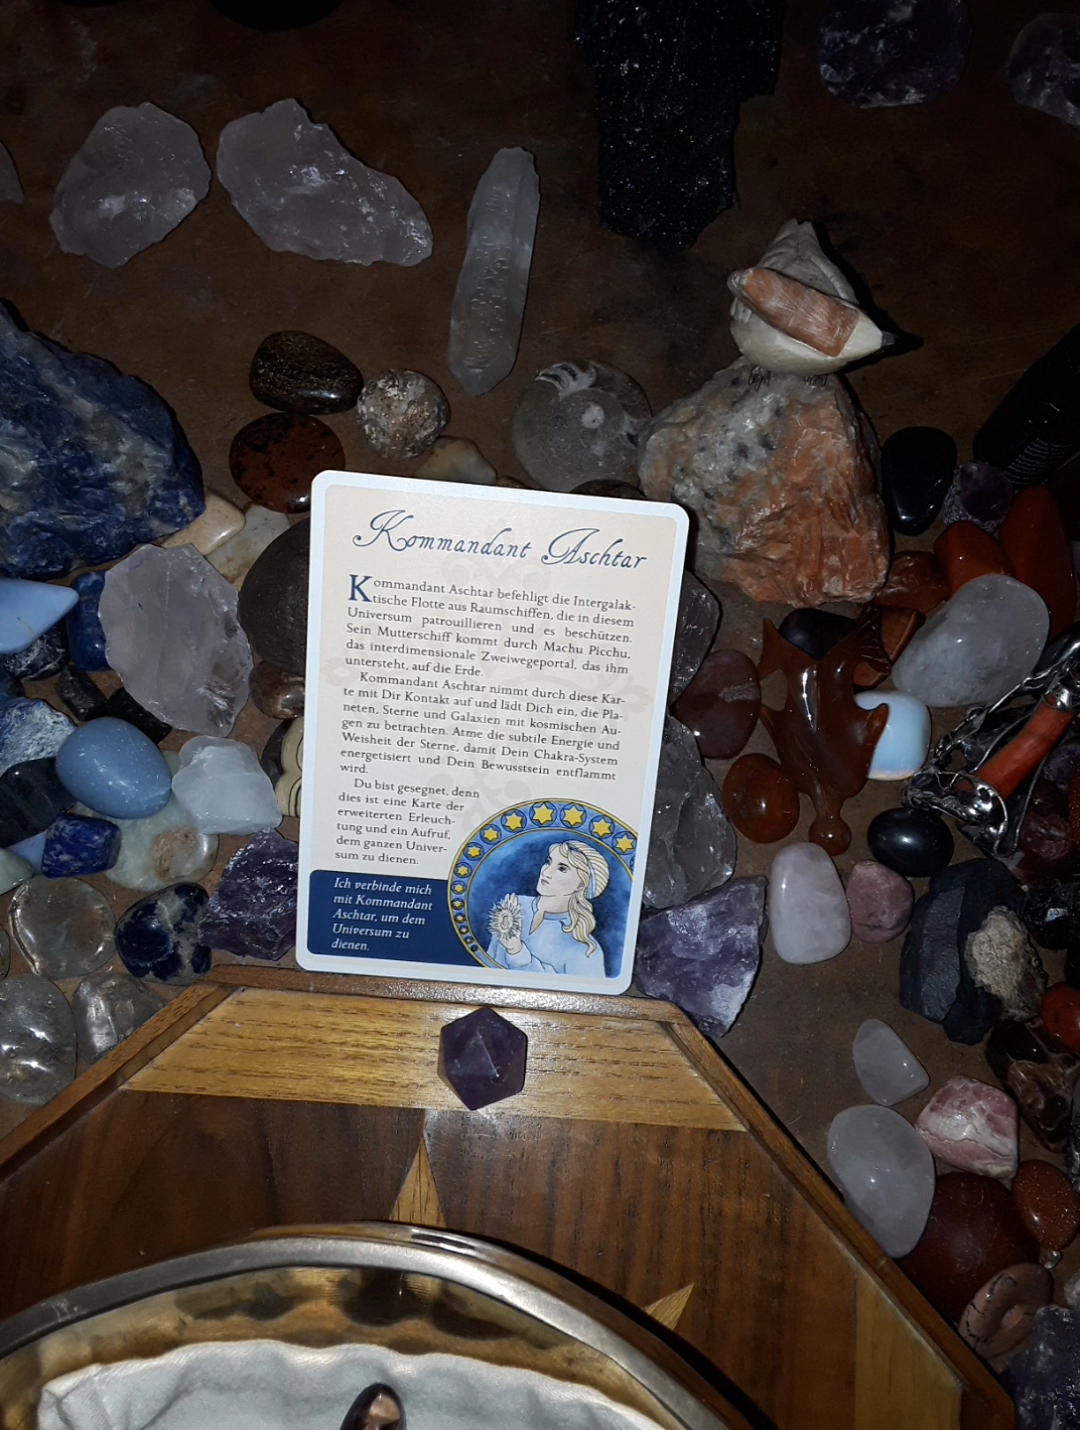 Kommandant Aschtar
Kommandant Aschtar befehligt die Intergalak-
tische Flotte aus Raumschiffen, die in diesem
Universum patrouillieren und es beschützen.
Sein Mutterschiff kommt durch Machu Picchu,
das interdimensionale Zweiwegeportal, das ihm
untersteht, auf die Erde.
Kommandant Aschtar nimmt durch diese Kar-
te mit Dir Kontakt auf und lädt Dich ein, die Pla-
neten, Sterne und Galaxien mit kosmischen Au-
gen zu betrachten. Atme die subtile Energie und
Weisheit der Sterne, damit Dein Chakra-System
energetisiert und Dein Bewusstsein entflammt
wird.
Du bist gesegnet, denn
dies ist eine Karte der
erweiterten Erleuch-
tung und ein Aufruf,
dem ganzen Univer-
sum zu dienen.
Ich verbinde mich
mit Kommandant
Aschtar, um dem
Universum zu
dienen.